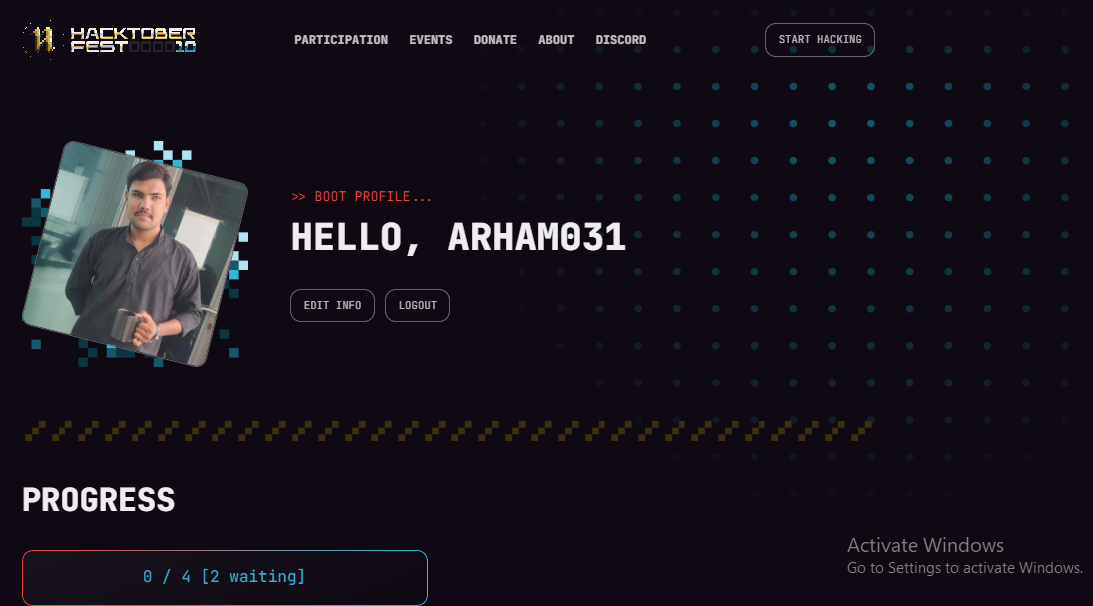 HACKTOBER
FEST 000010
PARTICIPATION
EVENTS
DONATE
ABOUT
DISCORD
START HACKING
>> BOOT PROFILE...
HELLO, ARHAM031
EDIT INFO
LOGOUT
PROGRESS
0 / 4 [2 waiting]
Activate Windows
Go to Settings to activate Windows.